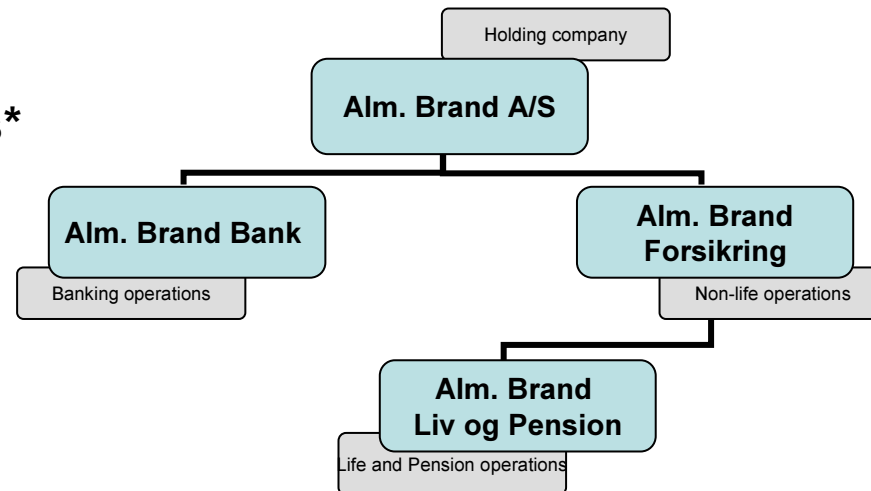 Holding company
Alm. Brand A/S
Alm. Brand Bank
Banking operations
Alm. Brand
Forsikring
Non-life operations
Alm. Brand
Liv og Pension
Life and Pension operations